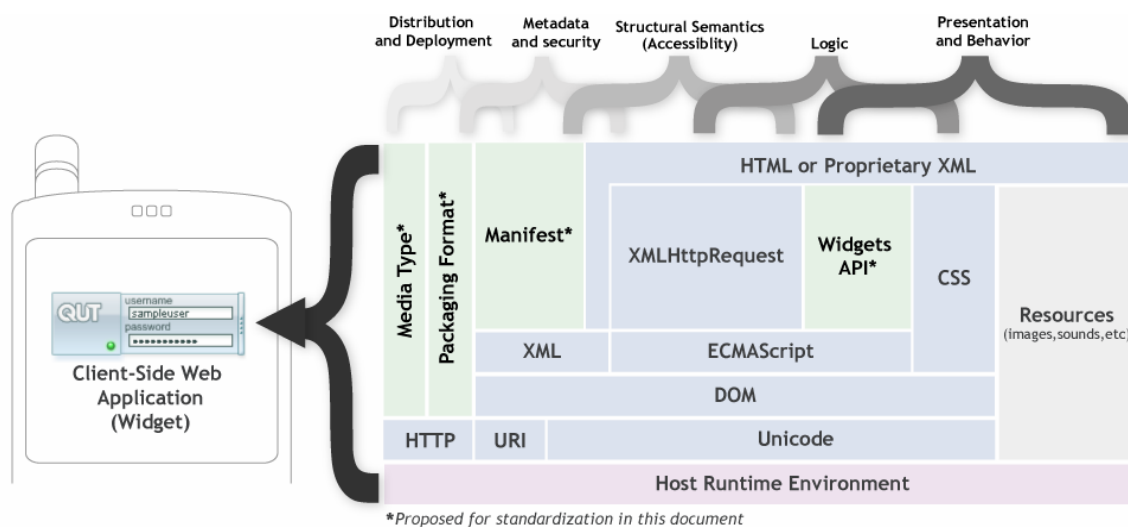 Distribution
and Deployment
Metadata
and security
Structural Semantics
(Accessiblity)
Logic
Presentation
and Behavior
Media Type*
Packaging Format*
Manifest*
HTML or Proprietary XML
XMLHttpRequest
Widgets
API*
CSS
Resources
(images,sounds,etc)
XML
ECMAScript
DOM
HTTP
URI
Unicode
Host Runtime Environment
QUT
username
sampleuser
password
•••••••••••
Client-Side Web
Application
(Widget)
*Proposed for standardization in this document